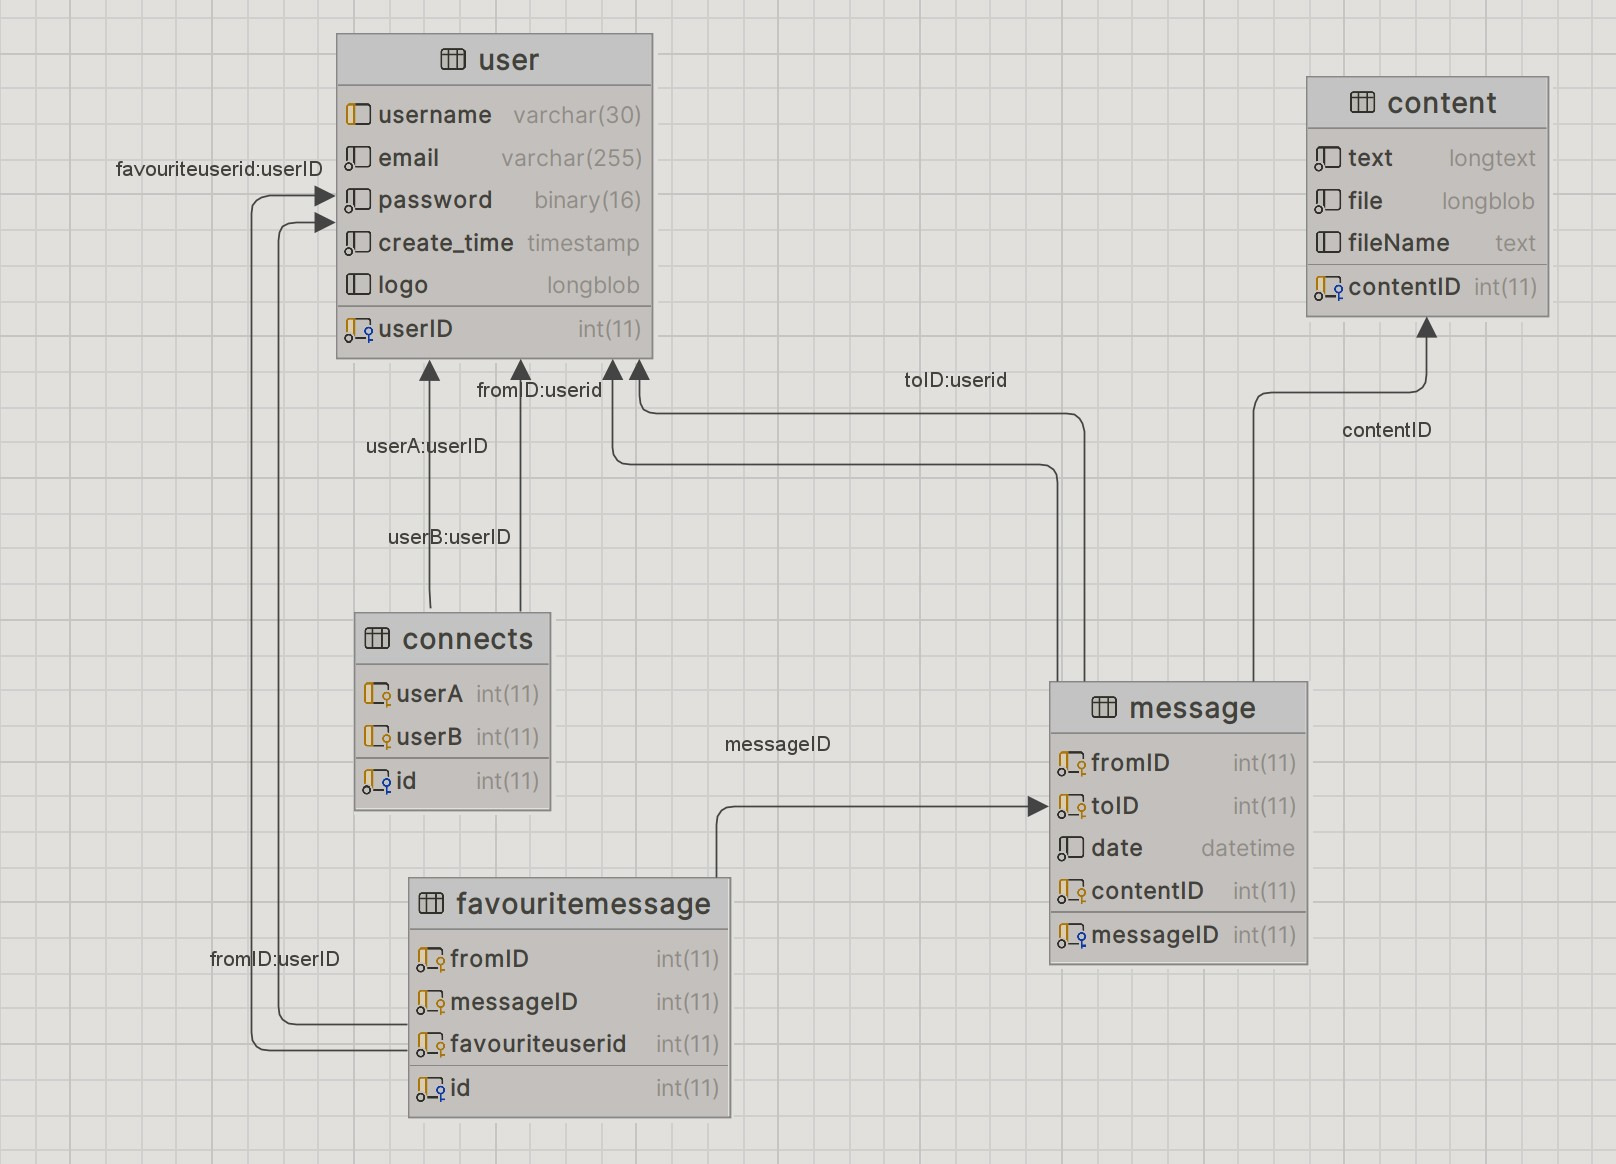 user
username varchar(30)
email varchar(255)
password binary(16)
create_time timestamp
logo longblob
userID int(11)
content
text longtext
file longblob
fileName text
contentID int(11)
favouriteuserid:userID
fromID:userid
toID:userid
contentID
userA:userID
userB:userID
connects
userA int(11)
userB int(11)
id int(11)
messageID
message
fromID int(11)
toID int(11)
date datetime
contentID int(11)
messageID int(11)
favouritemessage
fromID int(11)
messageID int(11)
favouriteuserid int(11)
id int(11)
fromID:userID